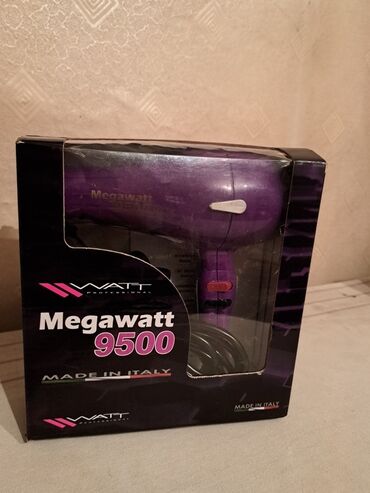 Megawatt
WATT
PROFESSIONAL
Megawatt
9500
MADE IN ITALY
WATT
PROFESSIONAL
MADE IN ITALY